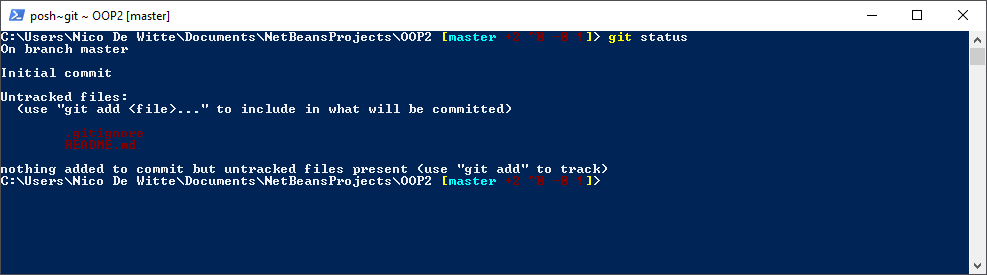 posh~git ~ OOP2 [master]
C:\Users\Nico De Witte\Documents\NetBeansProjects\OOP2 [master +2 ~0 -0 !]> git status
On branch master
Initial commit
Untracked files:
(use "git add <file>..." to include in what will be committed)
.gitignore
README.md
nothing added to commit but untracked files present (use "git add" to track)
C:\Users\Nico De Witte\Documents\NetBeansProjects\OOP2 [master +2 ~0 -0 !]>